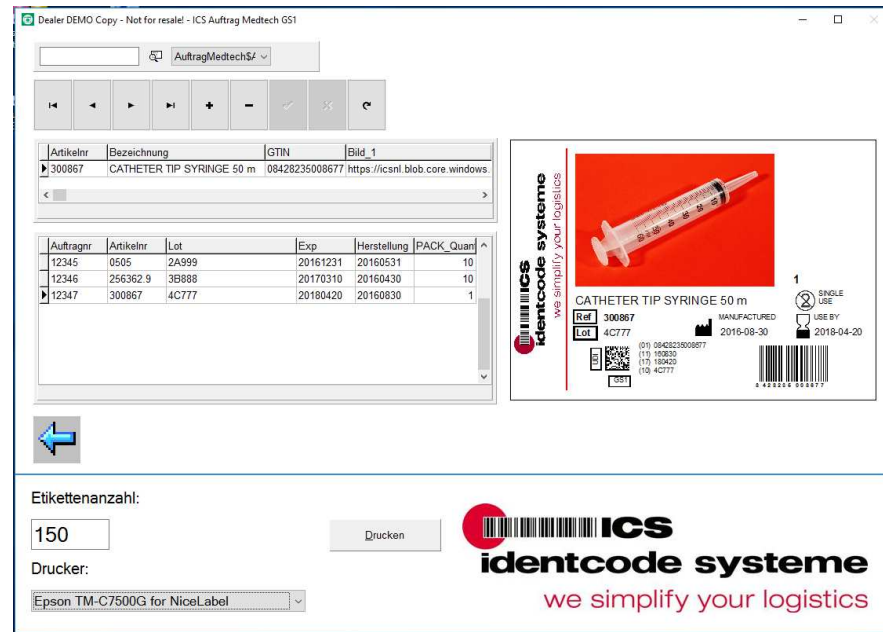 Dealer DEMO Copy - Not for resale! - ICS Auftrag Medtech GS1
AuftragMedtech$A
Artikelnr Bezeichnung GTIN Bild_1
300867 CATHETER TIP SYRINGE 50 m 08428235008677 https://icsnl.blob.core.windows.
Auftragnr Artikelnr Lot Exp Herstellung PACK_Quant
12345 0505 2A999 20161231 20160531 10
12346 256362.9 3B888 20170310 20160430 10
12347 300867 4C777 20180420 20160830 1
ICS
identcode systeme
we simplify your logistics
CATHETER TIP SYRINGE 50 m
1
SINGLE
USE
Ref 300867
MANUFACTURED
2016-08-30
USE BY
2018-04-20
Lot 4C777
UDI
(01) 08428235008677
(11) 160830
(17) 180420
(10) 4C777
GS1
8 428235 008677
Etikettenanzahl:
150
Drucken
Drucker:
Epson TM-C7500G for NiceLabel
ICS
identcode systeme
we simplify your logistics